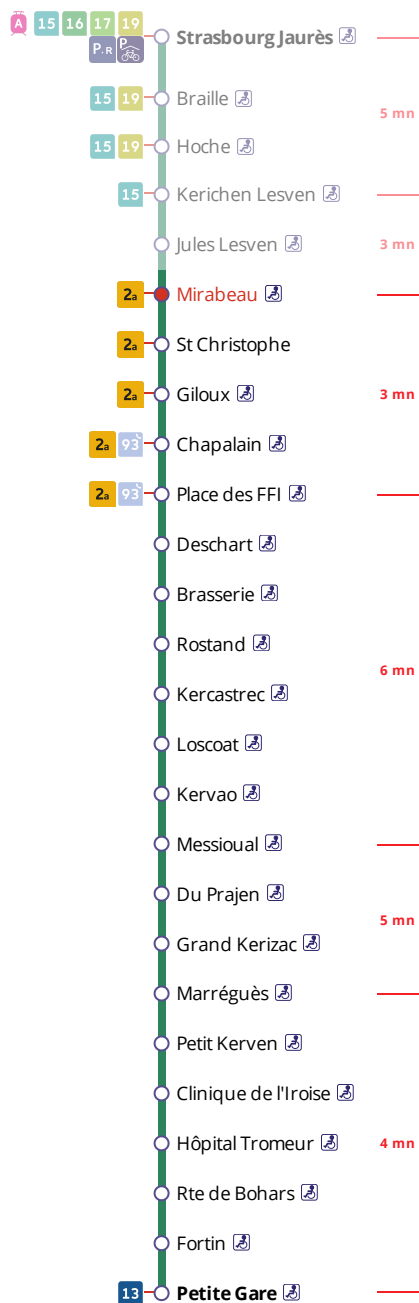 A 15 16 17 19
P+R P
Strasbourg Jaurès
15 19 Braille
5 mn
15 19 Hoche
15 Kerichen Lesven
Jules Lesven
3 mn
2a Mirabeau
2a St Christophe
2a Giloux
3 mn
2a 93 Chapalain
2a 93 Place des FFI
Deschart
Brasserie
Rostand
6 mn
Kercastrec
Loscoat
Kervao
Messioual
Du Prajen
5 mn
Grand Kerizac
Marréguès
Petit Kerven
Clinique de l'Iroise
Hôpital Tromeur
4 mn
Rte de Bohars
Fortin
13 Petite Gare